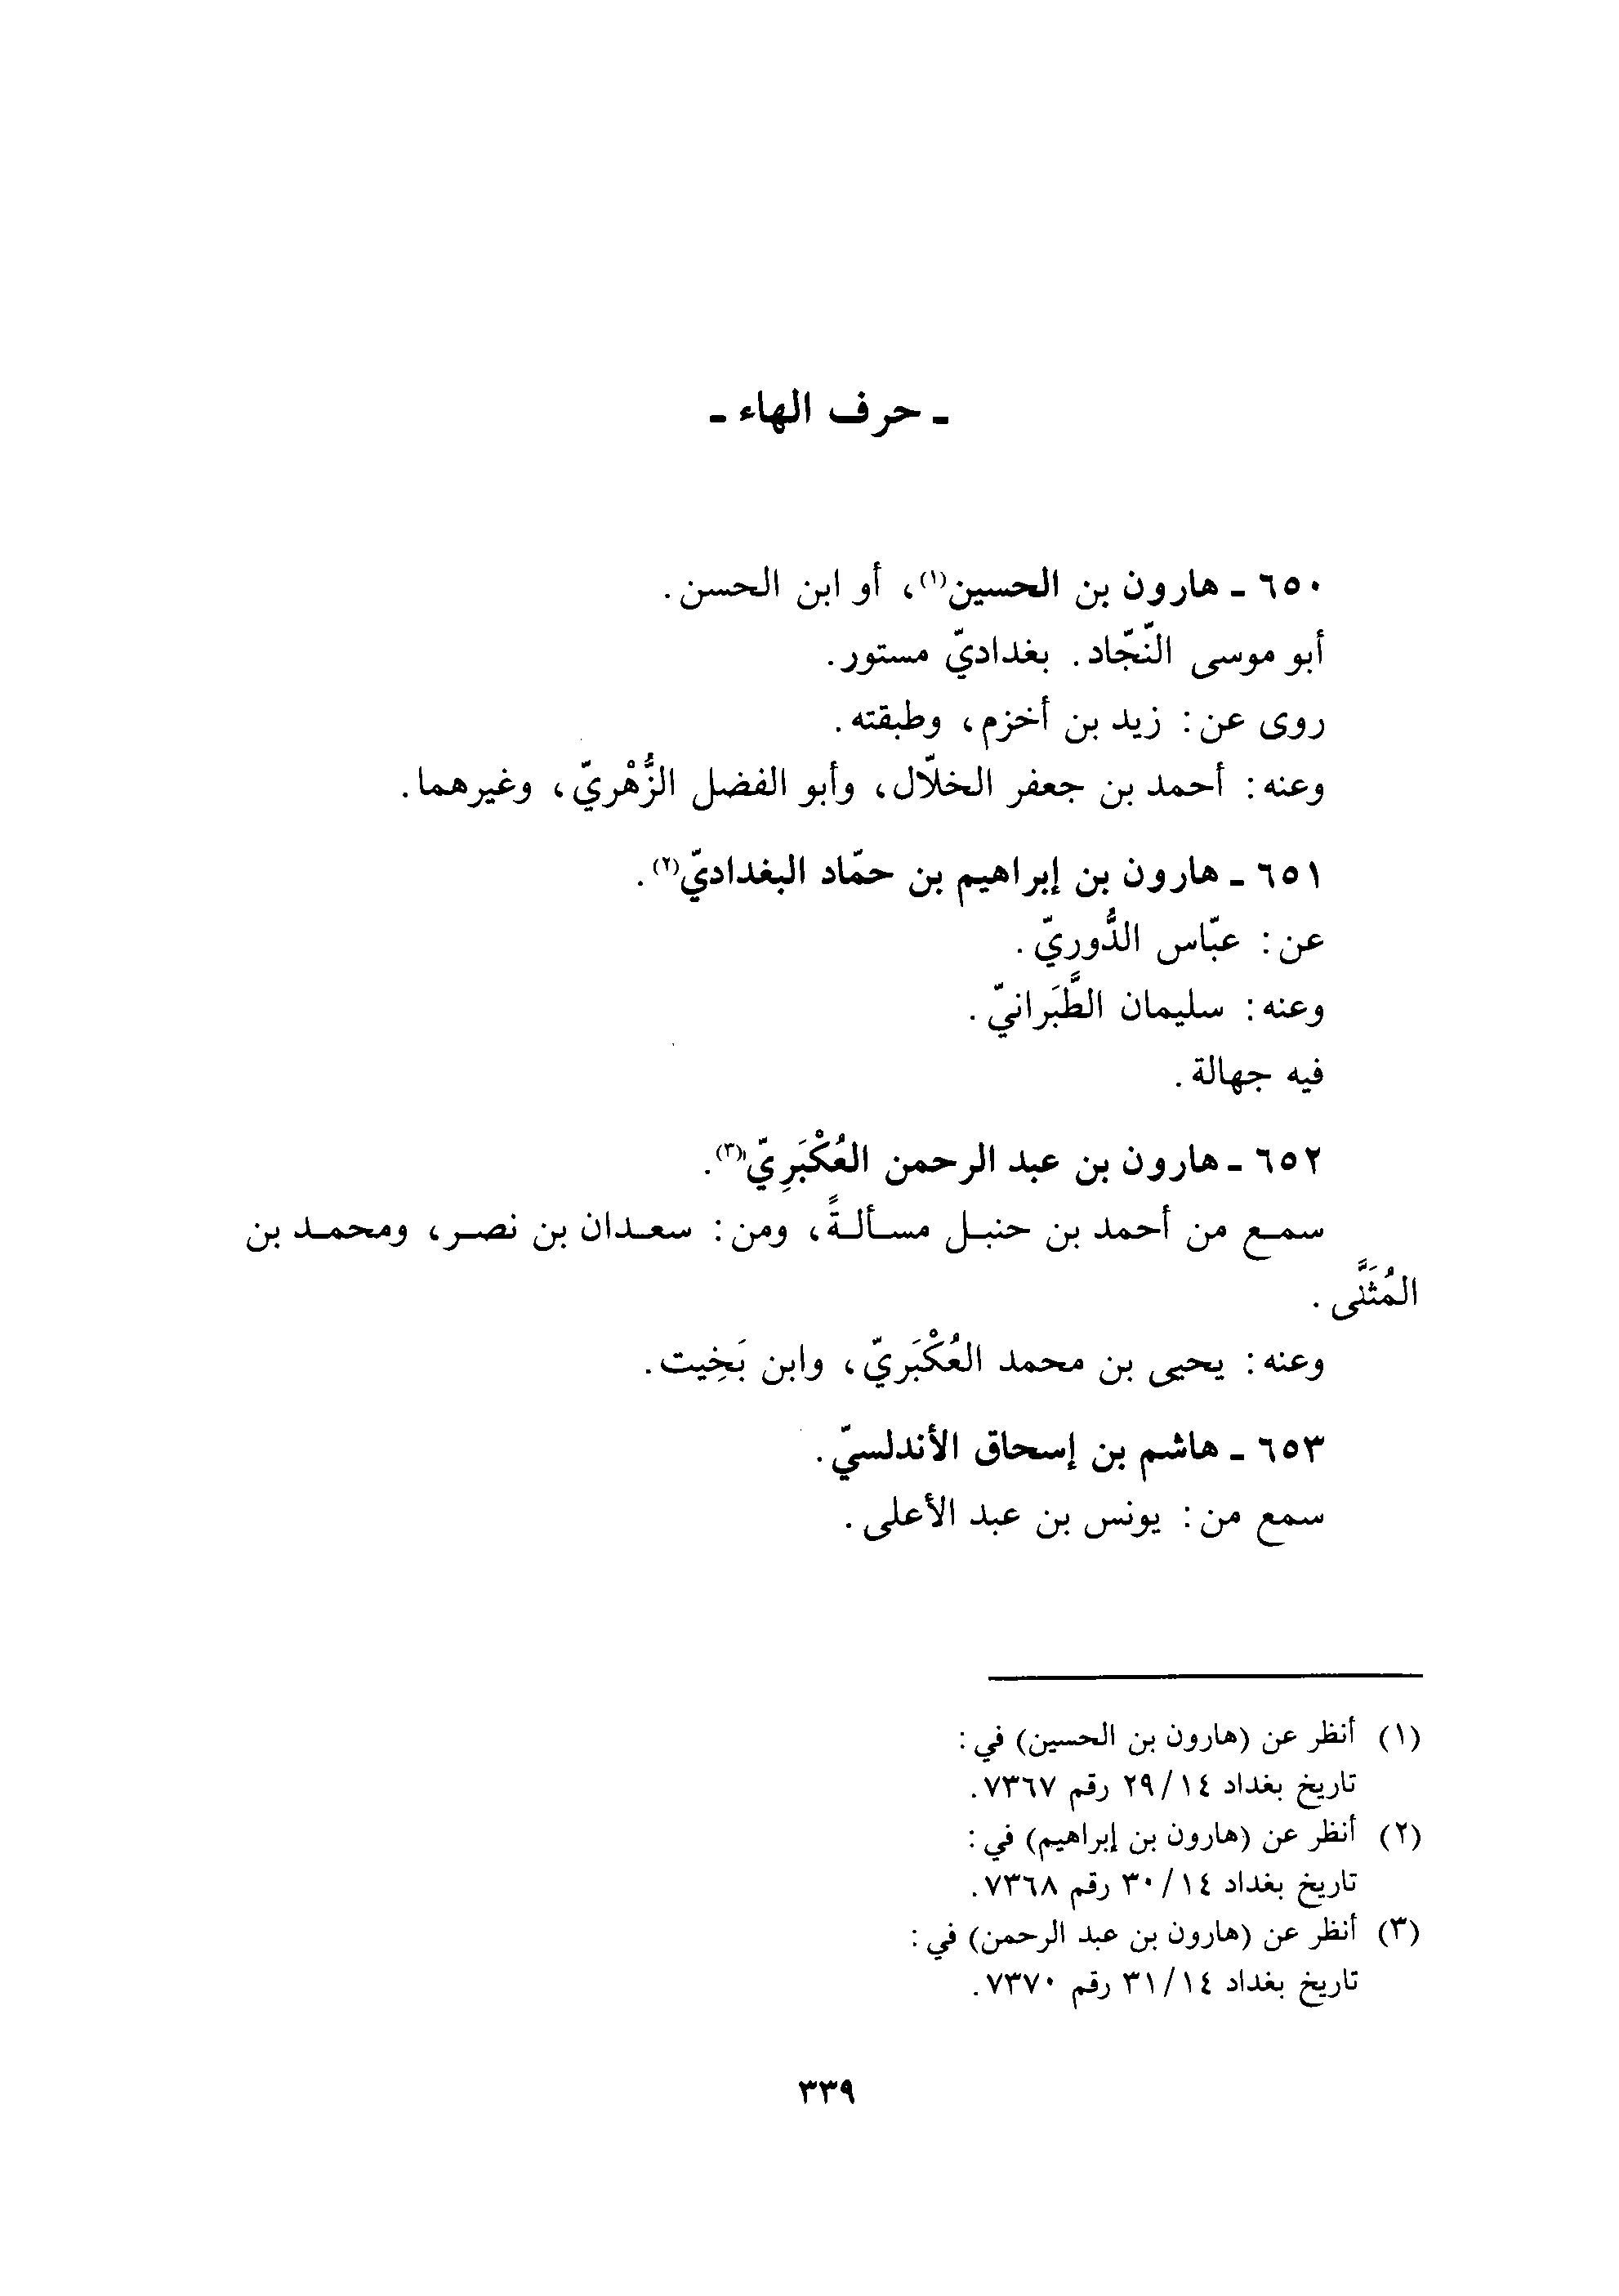 ـ حرف الهاء ـ
٦٥٠ ـ هارون بن الحسين(١)، أو ابن الحسن.
أبو موسى النّجّاد. بغداديّ مستور.
روى عن: زيد بن أخزم، وطبقته.
وعنه: أحمد بن جعفر الخلّال، وأبو الفضل الزُّهْريّ، وغيرهما.
٦٥١ ـ هارون بن إبراهيم بن حمّاد البغداديّ(٢).
عن: عبّاس الدُّوريّ.
وعنه: سليمان الطَّبَرانيّ.
فيه جهالة.
٦٥٢ ـ هارون بن عبد الرحمن العُكْبَرِيّ(٣).
سمع من أحمد بن حنبل مسألةً، ومن: سعدان بن نصر، ومحمد بن
المُثَنَّى.
وعنه: يحيى بن محمد العُكْبَريّ، وابن بَخِيت.
٦٥٣ ـ هاشم بن إسحاق الأندلسيّ.
سمع من: يونس بن عبد الأعلى.
(١) أنظر عن (هارون بن الحسين) في:
تاريخ بغداد ١٤/ ٢٩ رقم ٧٣٦٧.
(٢) أنظر عن (هارون بن إبراهيم) في:
تاريخ بغداد ١٤/ ٣٠ رقم ٧٣٦٨.
(٣) أنظر عن (هارون بن عبد الرحمن) في:
تاريخ بغداد ١٤/ ٣١ رقم ٧٣٧٠.
٣٣٩